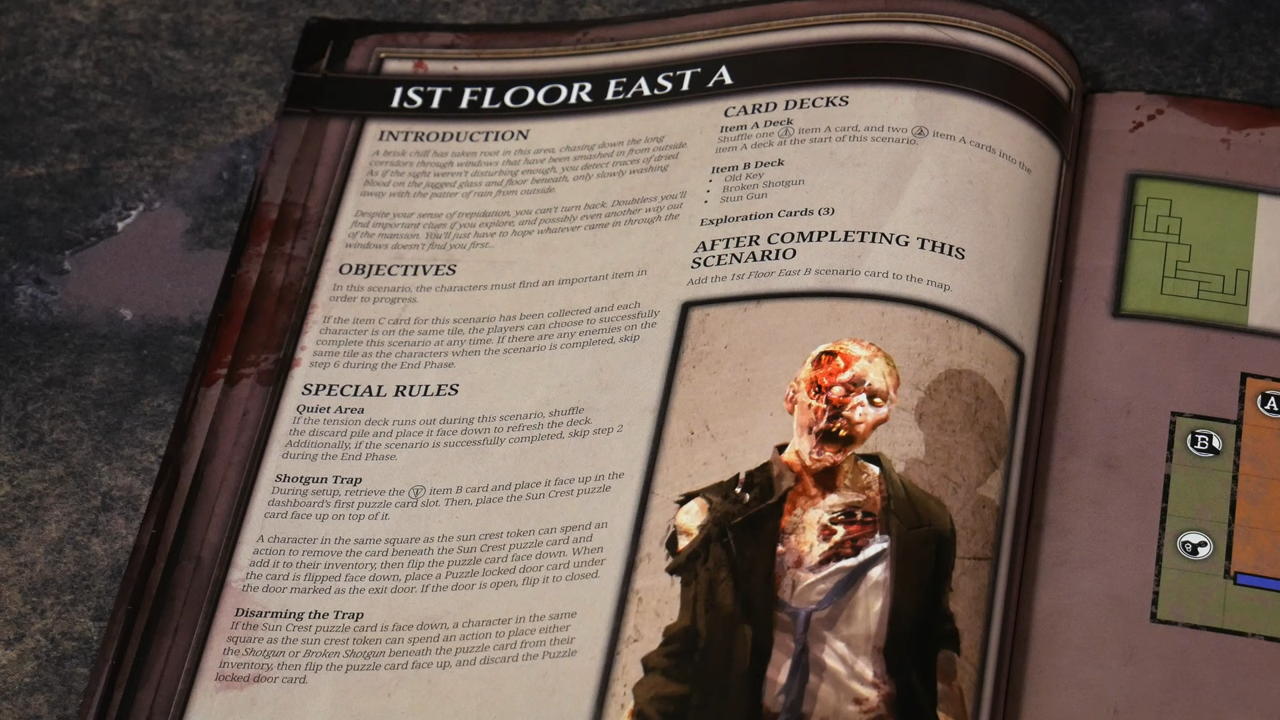 1ST FLOOR EAST A
INTRODUCTION
A brisk chill has taken root in this area, chasing down the long
corridors through windows that have been smashed in from outside.
As if the sight weren't disturbing enough, you detect traces of dried
blood on the jagged glass and floor beneath, only slowly washing
away with the patter of rain from outside.
Despite your sense of trepidation, you can't turn back. Doubtless you'll
find important clues if you explore, and possibly even another way out
of the mansion. You'll just have to hope whatever came in through the
windows doesn't find you first...
OBJECTIVES
In this scenario, the characters must find an important item in
order to progress.
If the item C card for this scenario has been collected and each
character is on the same tile, the players can choose to successfully
complete this scenario at any time. If there are any enemies on the
same tile as the characters when the scenario is completed, skip
step 6 during the End Phase.
SPECIAL RULES
Quiet Area
If the tension deck runs out during this scenario, shuffle
the discard pile and place it face down to refresh the deck.
Additionally, if the scenario is successfully completed, skip step 2
during the End Phase.
Shotgun Trap
During setup, retrieve the item B card and place it face up in the
dashboard's first puzzle card slot. Then, place the Sun Crest puzzle
card face up on top of it.
A character in the same square as the sun crest token can spend an
action to remove the card beneath the Sun Crest puzzle card and
add it to their inventory, then flip the puzzle card face down. When
the card is flipped face down, place a Puzzle locked door card under
the door marked as the exit door. If the door is open, flip it to closed.
Disarming the Trap
If the Sun Crest puzzle card is face down, a character in the same
square as the sun crest token can spend an action to place either
the Shotgun or Broken Shotgun beneath the puzzle card from their
inventory, then flip the puzzle card face up, and discard the Puzzle
locked door card.
CARD DECKS
Item A Deck
Shuffle one item A card, and two item A cards into the
item A deck at the start of this scenario.
Item B Deck
• Old Key
• Broken Shotgun
• Stun Gun
Exploration Cards (3)
AFTER COMPLETING THIS
SCENARIO
Add the 1st Floor East B scenario card to the map.
A
B